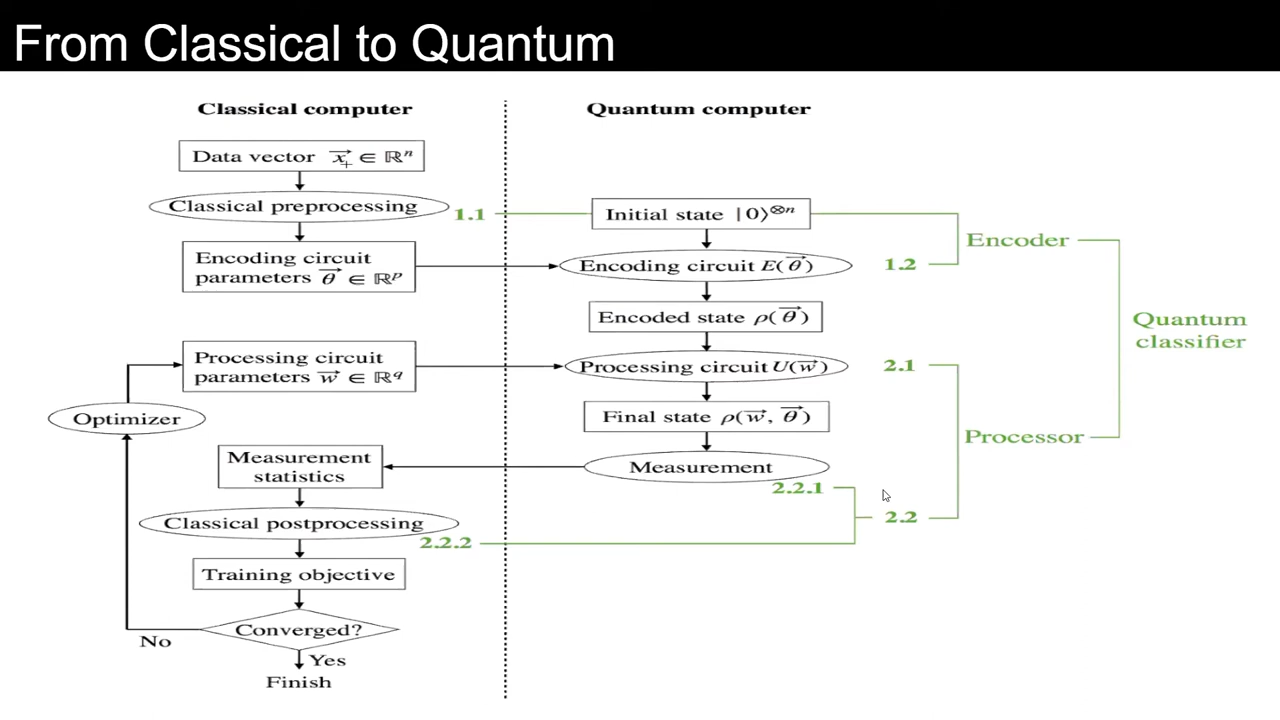 From Classical to Quantum
Classical computer
Quantum computer
Data vector x⃗ ∈ ℝⁿ
Classical preprocessing
1.1
Initial state |0⟩^⊗n
Encoding circuit
parameters θ⃗ ∈ ℝᵖ
Encoding circuit E(θ⃗)
1.2
Encoder
Encoded state ρ(θ⃗)
Quantum
classifier
Processing circuit
parameters w⃗ ∈ ℝ^q
Processing circuit U(w⃗)
2.1
Optimizer
Final state ρ(w⃗, θ⃗)
Processor
Measurement
statistics
Measurement
2.2.1
2.2
Classical postprocessing
2.2.2
Training objective
Converged?
No
Yes
Finish